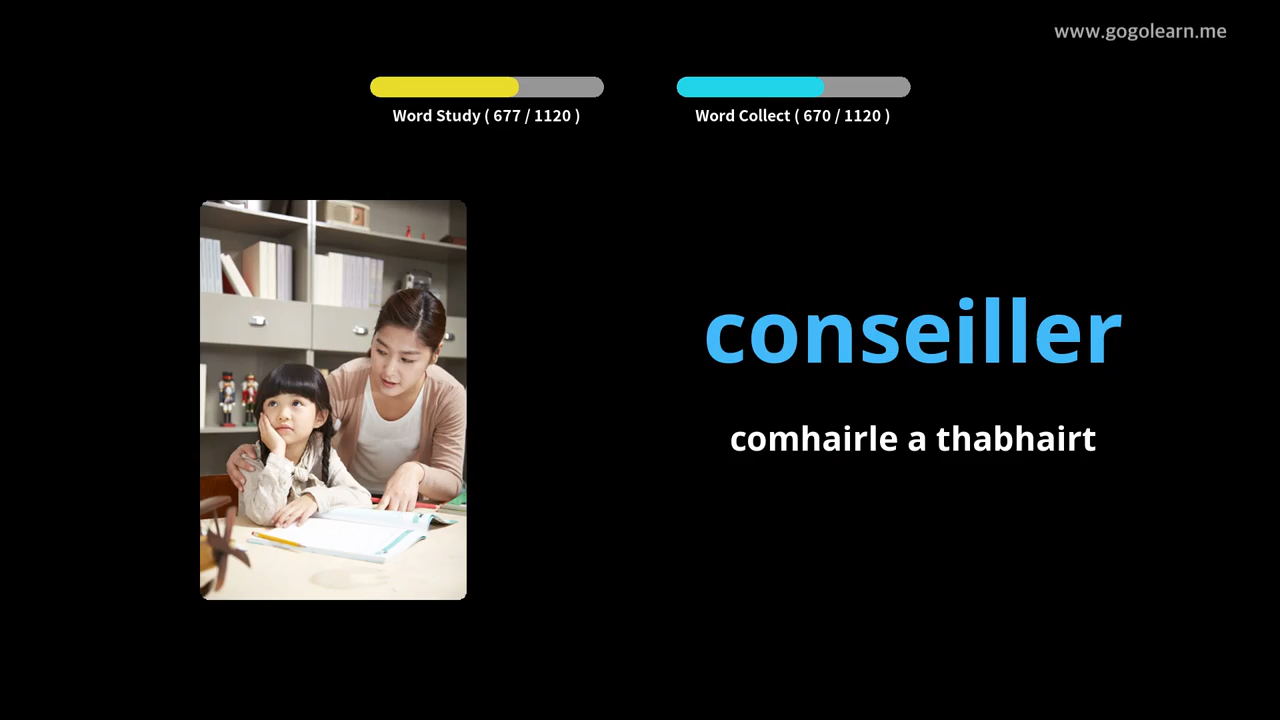 www.gogolearn.me
Word Study ( 677 / 1120 )
Word Collect ( 670 / 1120 )
conseiller
comhairle a thabhairt